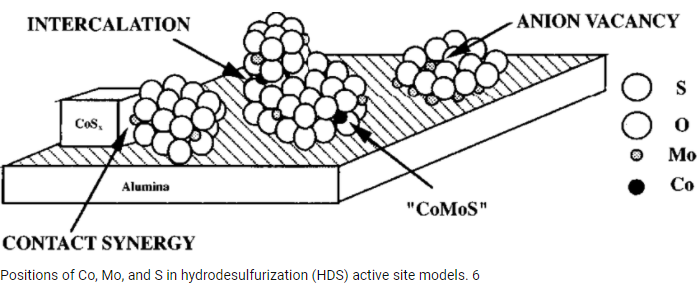 INTERCALATION
ANION VACANCY
S
CoSx
O
Mo
Alumina
Co
"CoMoS"
CONTACT SYNERGY
Positions of Co, Mo, and S in hydrodesulfurization (HDS) active site models. 6